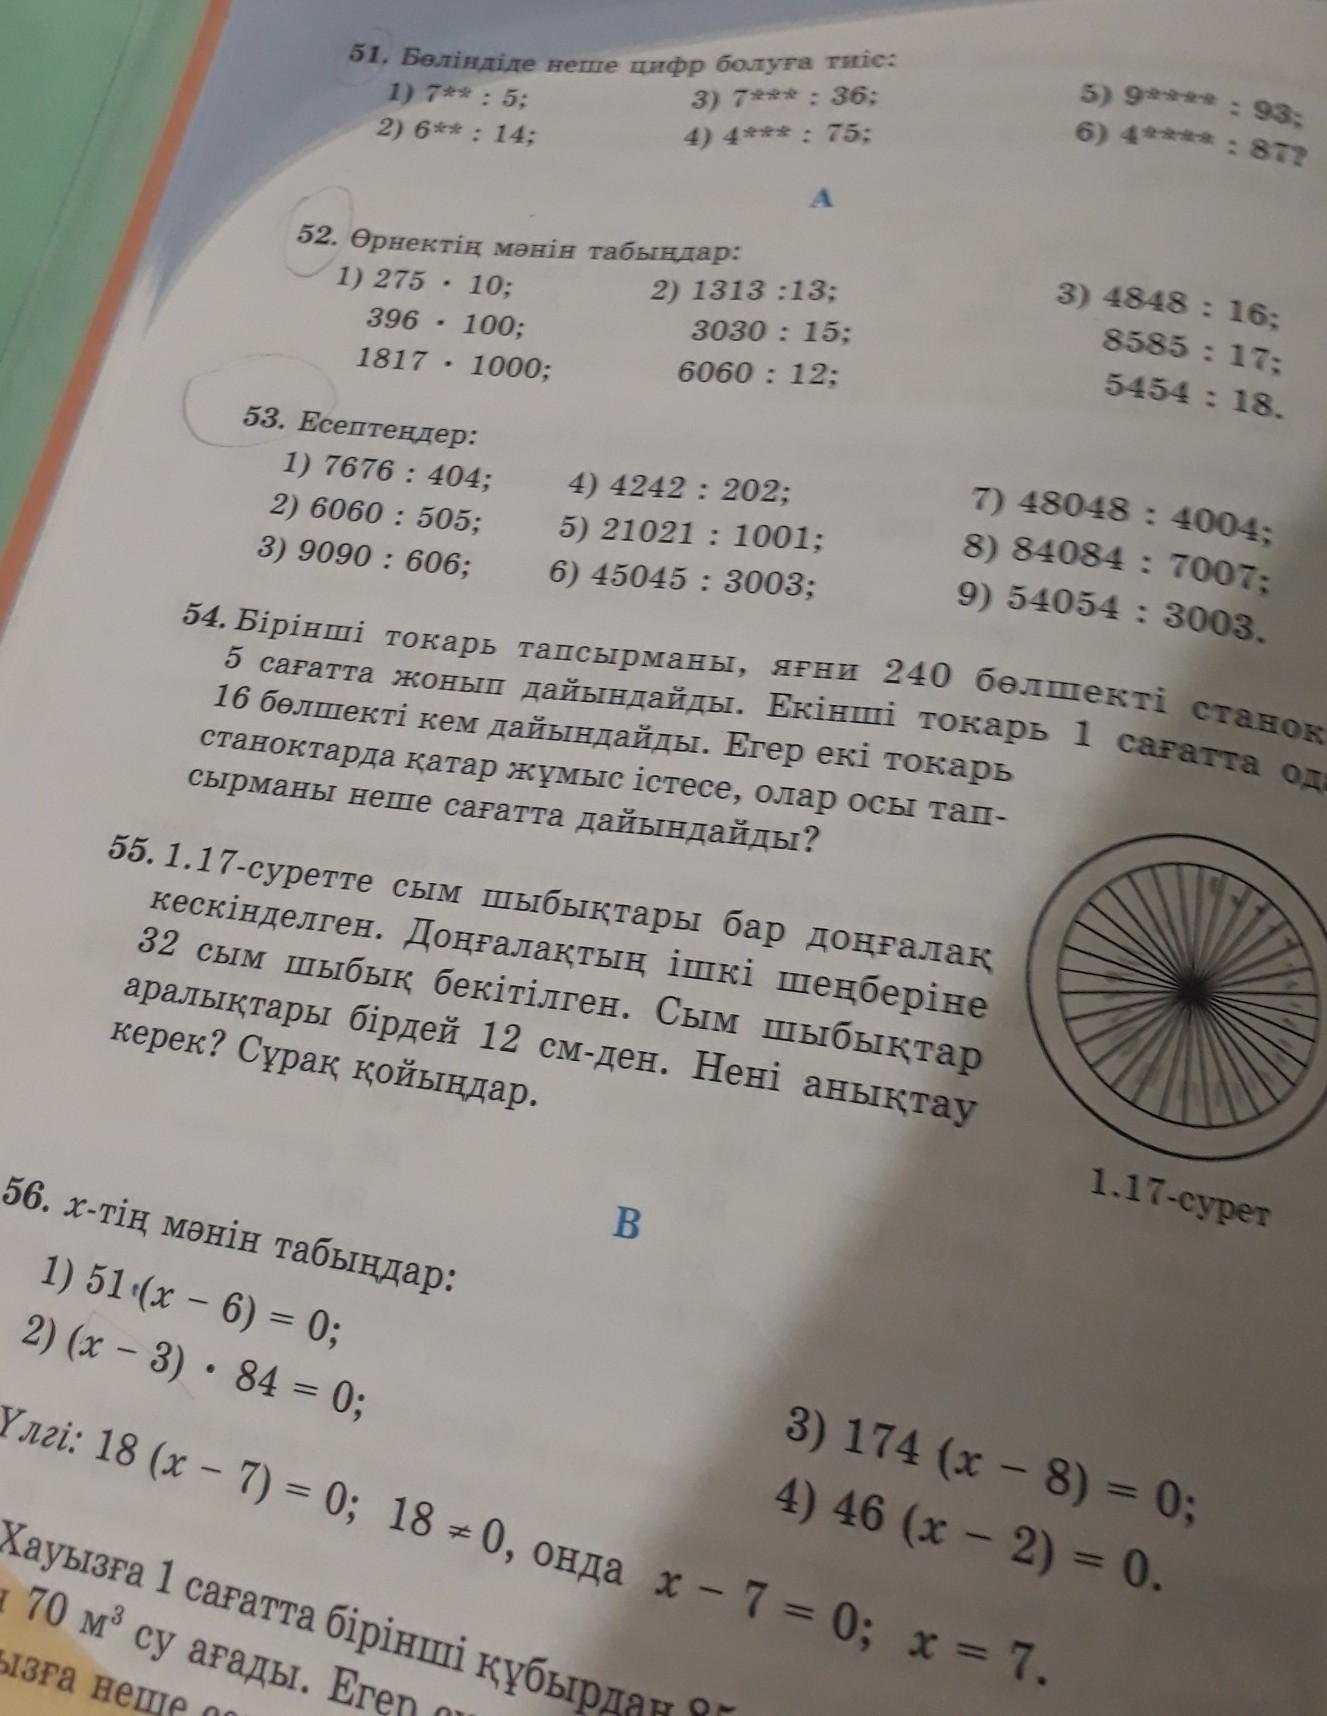 51. Бөліндіде неше цифр болуға тиіс:
1) 7** : 5; 3) 7*** : 36; 5) 9**** : 93;
2) 6** : 14; 4) 4*** : 75; 6) 4**** : 87?
А
52. Өрнектің мәнін табыңдар:
1) 275 · 10; 2) 1313 :13; 3) 4848 : 16;
396 · 100; 3030 : 15; 8585 : 17;
1817 · 1000; 6060 : 12; 5454 : 18.
53. Есептеңдер:
1) 7676 : 404; 4) 4242 : 202; 7) 48048 : 4004;
2) 6060 : 505; 5) 21021 : 1001; 8) 84084 : 7007;
3) 9090 : 606; 6) 45045 : 3003; 9) 54054 : 3003.
54. Бірінші токарь тапсырманы, яғни 240 бөлшекті станок
5 сағатта жонып дайындайды. Екінші токарь 1 сағатта
16 бөлшекті кем дайындайды. Егер екі токарь
станоктарда қатар жұмыс істесе, олар осы тап-
сырманы неше сағатта дайындайды?
55. 1.17-суретте сым шыбықтары бар доңғалақ
кескінделген. Доңғалақтың ішкі шеңберіне
32 сым шыбық бекітілген. Сым шыбықтар
аралықтары бірдей 12 см-ден. Нені анықтау
керек? Сұрақ қойыңдар.
1.17-сурет
В
56. x-тің мәнін табыңдар:
1) 51·(x − 6) = 0;
2) (x − 3) · 84 = 0;
3) 174 (x − 8) = 0;
4) 46 (x − 2) = 0.
Үлгі: 18 (x − 7) = 0; 18 ≠ 0, онда x − 7 = 0; x = 7.
Хауызға 1 сағатта бірінші құбырдан
70 м³ су ағады. Егер
неше